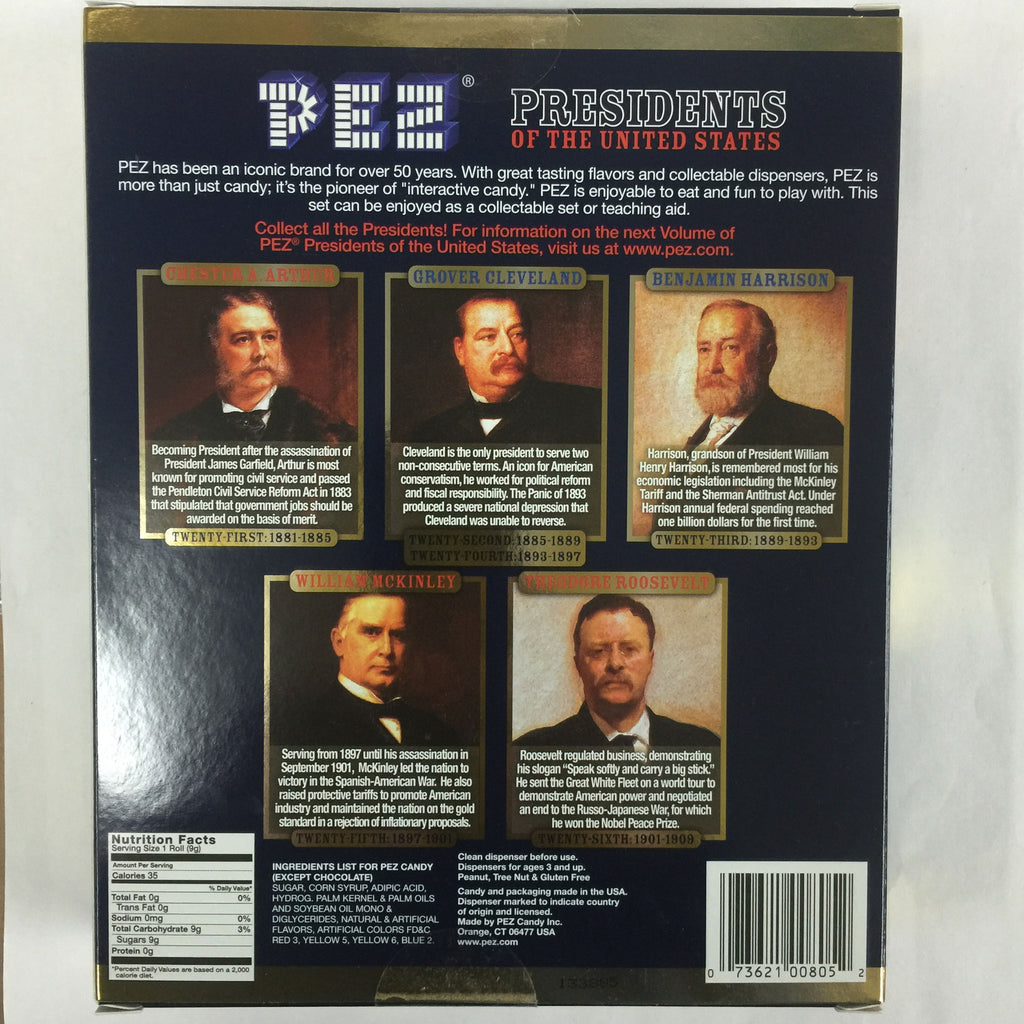 PEZ®
PRESIDENTS
OF THE UNITED STATES
PEZ has been an iconic brand for over 50 years. With great tasting flavors and collectable dispensers, PEZ is
more than just candy; it's the pioneer of "interactive candy." PEZ is enjoyable to eat and fun to play with. This
set can be enjoyed as a collectable set or teaching aid.
Collect all the Presidents! For information on the next Volume of
PEZ® Presidents of the United States, visit us at www.pez.com.
CHESTER A. ARTHUR
Becoming President after the assassination of
President James Garfield, Arthur is most
known for promoting civil service and passed
the Pendleton Civil Service Reform Act in 1883
that stipulated that government jobs should be
awarded on the basis of merit.
TWENTY-FIRST: 1881-1885
GROVER CLEVELAND
Cleveland is the only president to serve two
non-consecutive terms. An icon for American
conservatism, he worked for political reform
and fiscal responsibility. The Panic of 1893
produced a severe national depression that
Cleveland was unable to reverse.
TWENTY-SECOND: 1885-1889
TWENTY-FOURTH: 1893-1897
BENJAMIN HARRISON
Harrison, grandson of President William
Henry Harrison, is remembered most for his
economic legislation including the McKinley
Tariff and the Sherman Antitrust Act. Under
Harrison annual federal spending reached
one billion dollars for the first time.
TWENTY-THIRD: 1889-1893
WILLIAM MCKINLEY
Serving from 1897 until his assassination in
September 1901, McKinley led the nation to
victory in the Spanish-American War. He also
raised protective tariffs to promote American
industry and maintained the nation on the gold
standard in a rejection of inflationary proposals.
TWENTY-FIFTH: 1897-1901
THEODORE ROOSEVELT
Roosevelt regulated business, demonstrating
his slogan "Speak softly and carry a big stick."
He sent the Great White Fleet on a world tour to
demonstrate American power and negotiated
an end to the Russo-Japanese War, for which
he won the Nobel Peace Prize.
TWENTY-SIXTH: 1901-1909
Nutrition Facts
Serving Size 1 Roll (9g)
Amount Per Serving
Calories 35
% Daily Value*
Total Fat 0g 0%
Trans Fat 0g
Sodium 0mg 0%
Total Carbohydrate 9g 3%
Sugars 9g
Protein 0g
*Percent Daily Values are based on a 2,000
calorie diet.
INGREDIENTS LIST FOR PEZ CANDY
(EXCEPT CHOCOLATE)
SUGAR, CORN SYRUP, ADIPIC ACID,
HYDROG. PALM KERNEL & PALM OILS
AND SOYBEAN OIL MONO &
DIGLYCERIDES, NATURAL & ARTIFICIAL
FLAVORS, ARTIFICIAL COLORS FD&C
RED 3, YELLOW 5, YELLOW 6, BLUE 2.
Clean dispenser before use.
Dispensers for ages 3 and up.
Peanut, Tree Nut & Gluten Free
Candy and packaging made in the USA.
Dispenser marked to indicate country
of origin and licensed.
Made by PEZ Candy Inc.
Orange, CT 06477 USA
www.pez.com
0 73621 00805 2